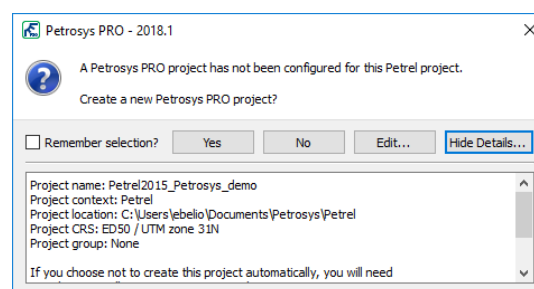 Petrosys PRO - 2018.1
A Petrosys PRO project has not been configured for this Petrel project.
Create a new Petrosys PRO project?
Remember selection? Yes No Edit... Hide Details...
Project name: Petrel2015_Petrosys_demo
Project context: Petrel
Project location: C:\Users\ebelio\Documents\Petrosys\Petrel
Project CRS: ED50 / UTM zone 31N
Project group: None
If you choose not to create this project automatically, you will need